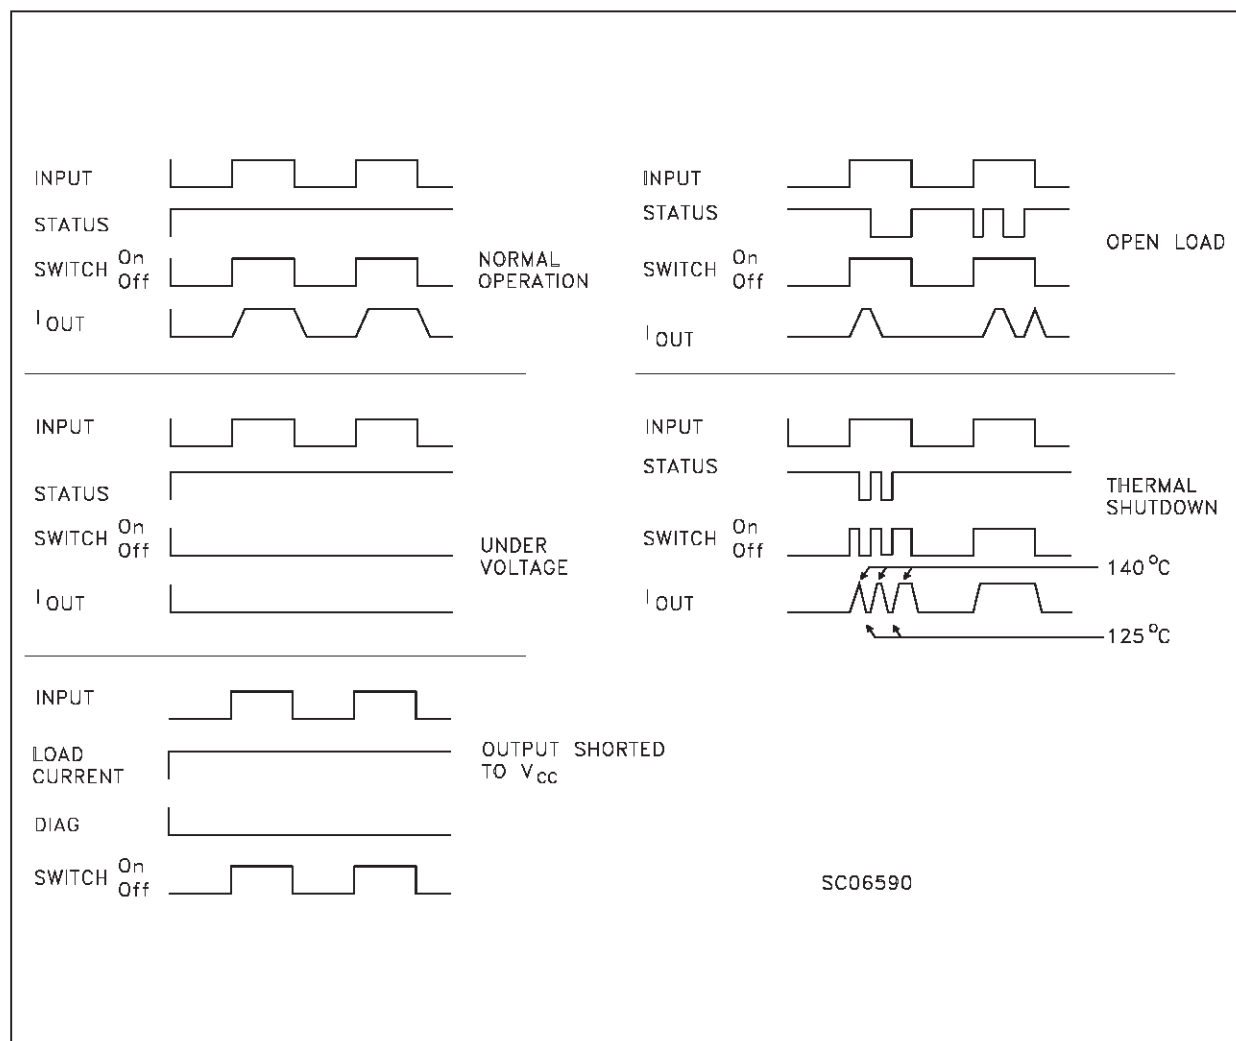 INPUT
STATUS
SWITCH On
Off
I OUT
NORMAL
OPERATION
INPUT
STATUS
SWITCH On
Off
I OUT
OPEN LOAD
INPUT
STATUS
SWITCH On
Off
I OUT
UNDER
VOLTAGE
INPUT
STATUS
SWITCH On
Off
I OUT
THERMAL
SHUTDOWN
140 °C
125 °C
INPUT
LOAD
CURRENT
DIAG
SWITCH On
Off
OUTPUT SHORTED
TO VCC
SC06590